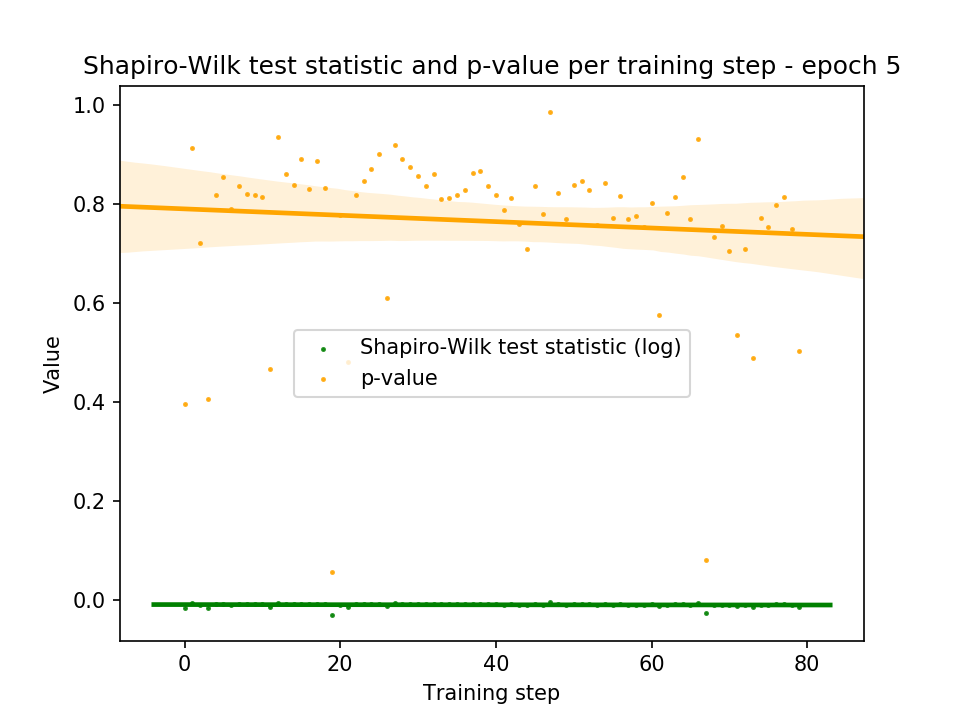 Shapiro-Wilk test statistic and p-value per training step - epoch 5
1.0
0.8
0.6
0.4
0.2
0.0
Value
Shapiro-Wilk test statistic (log)
p-value
0 20 40 60 80
Training step